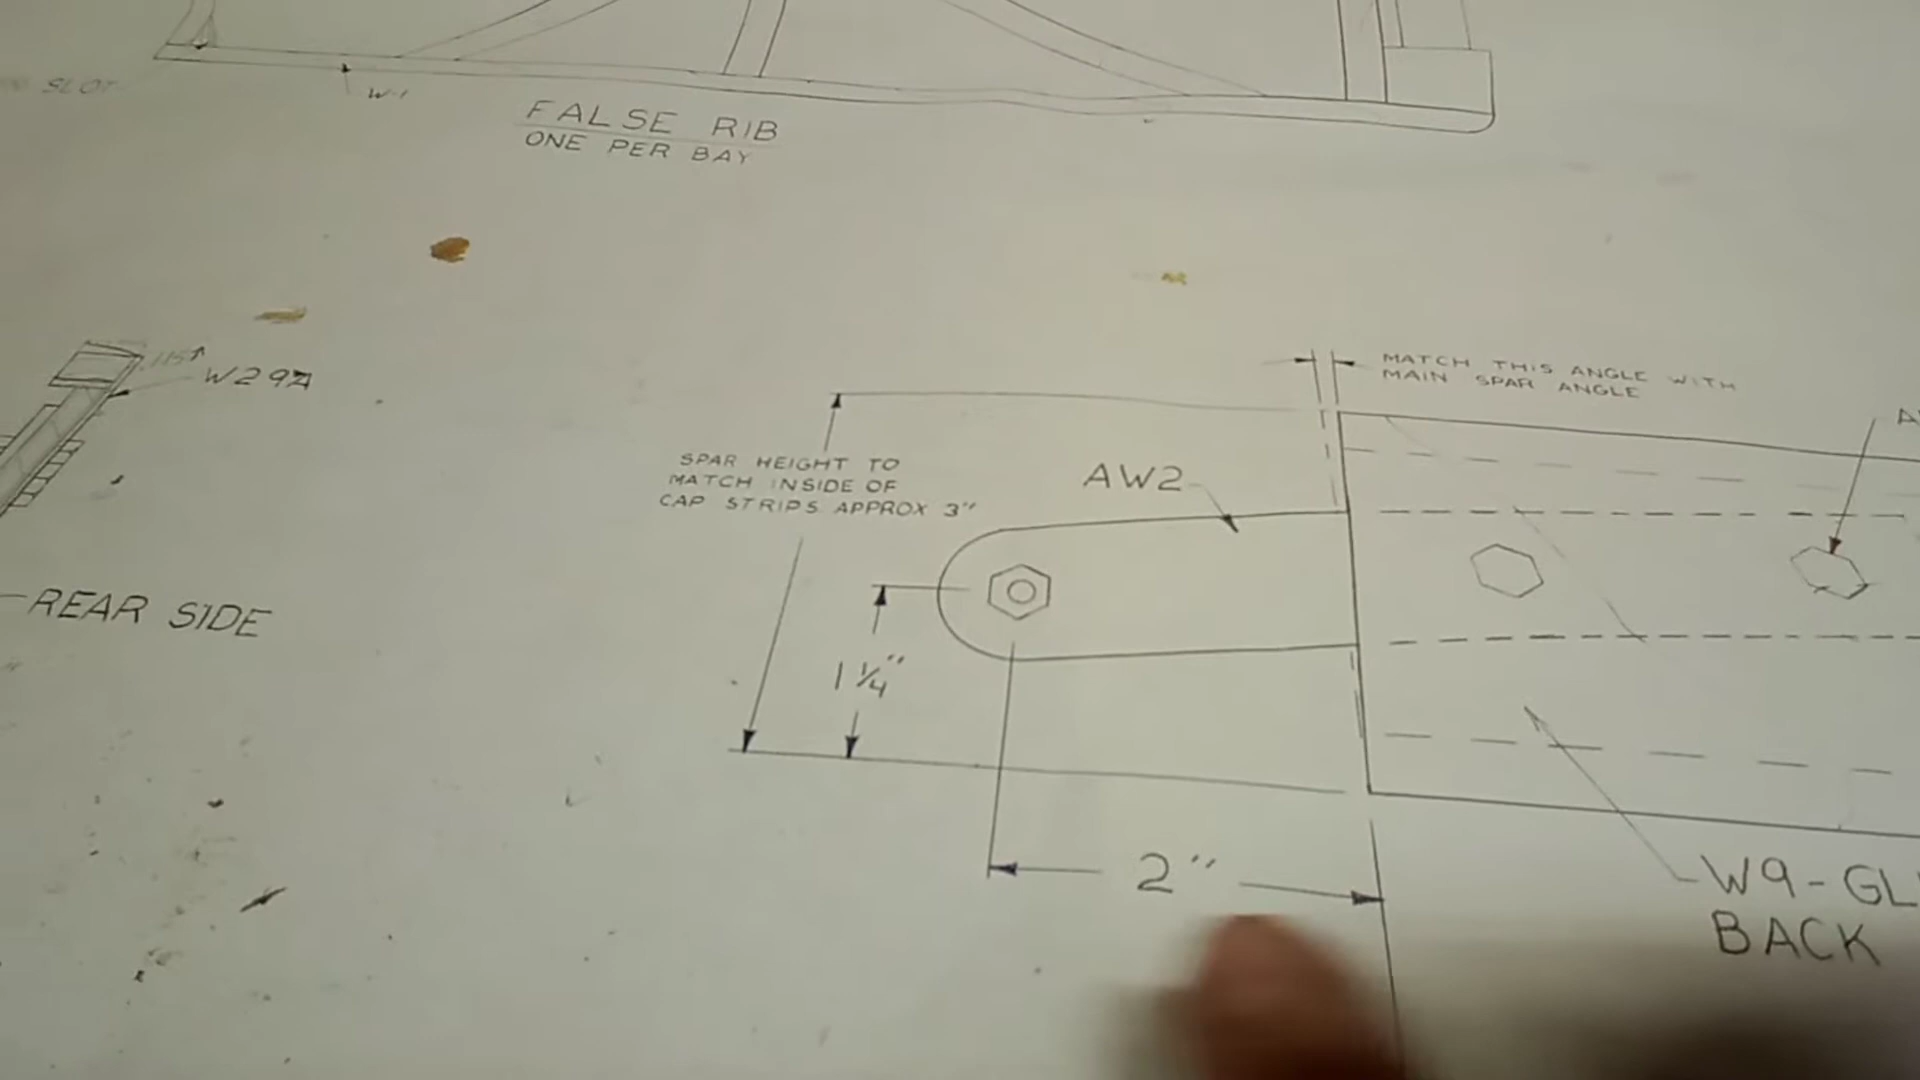 SLOT
W-1
FALSE RIB
ONE PER BAY
W29A
MATCH THIS ANGLE WITH
MAIN SPAR ANGLE
SPAR HEIGHT TO
MATCH INSIDE OF
CAP STRIPS APPROX 3"
AW2
REAR SIDE
1 1/4"
2"
W9-GL
BACK